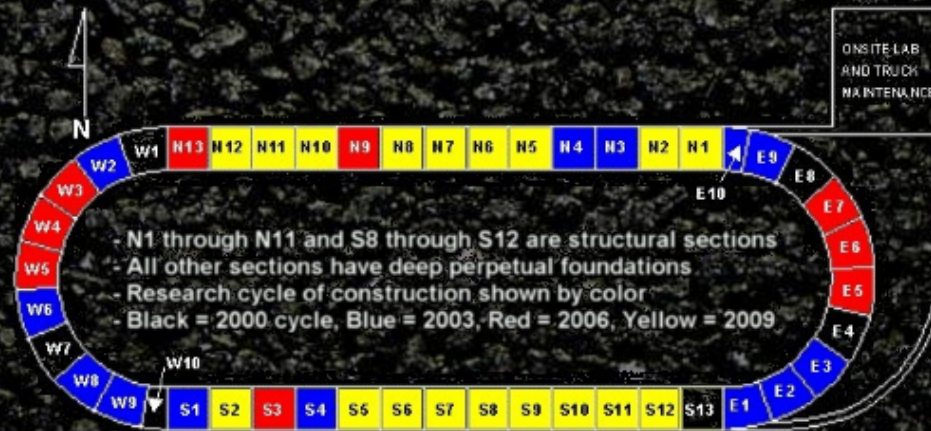 ONSITE LAB
AND TRUCK
MAINTENANCE
N
W1 N13 N12 N11 N10 N9 N8 N7 N6 N5 N4 N3 N2 N1 E9
W2 E10 E8
W3 E7
W4 E6
W5 E5
W6 E4
W7 E3
W8 E2
- N1 through N11 and S8 through S12 are structural sections
- All other sections have deep perpetual foundations
- Research cycle of construction shown by color
- Black = 2000 cycle, Blue = 2003, Red = 2006, Yellow = 2009
W10
W9 S1 S2 S3 S4 S5 S6 S7 S8 S9 S10 S11 S12 S13 E1